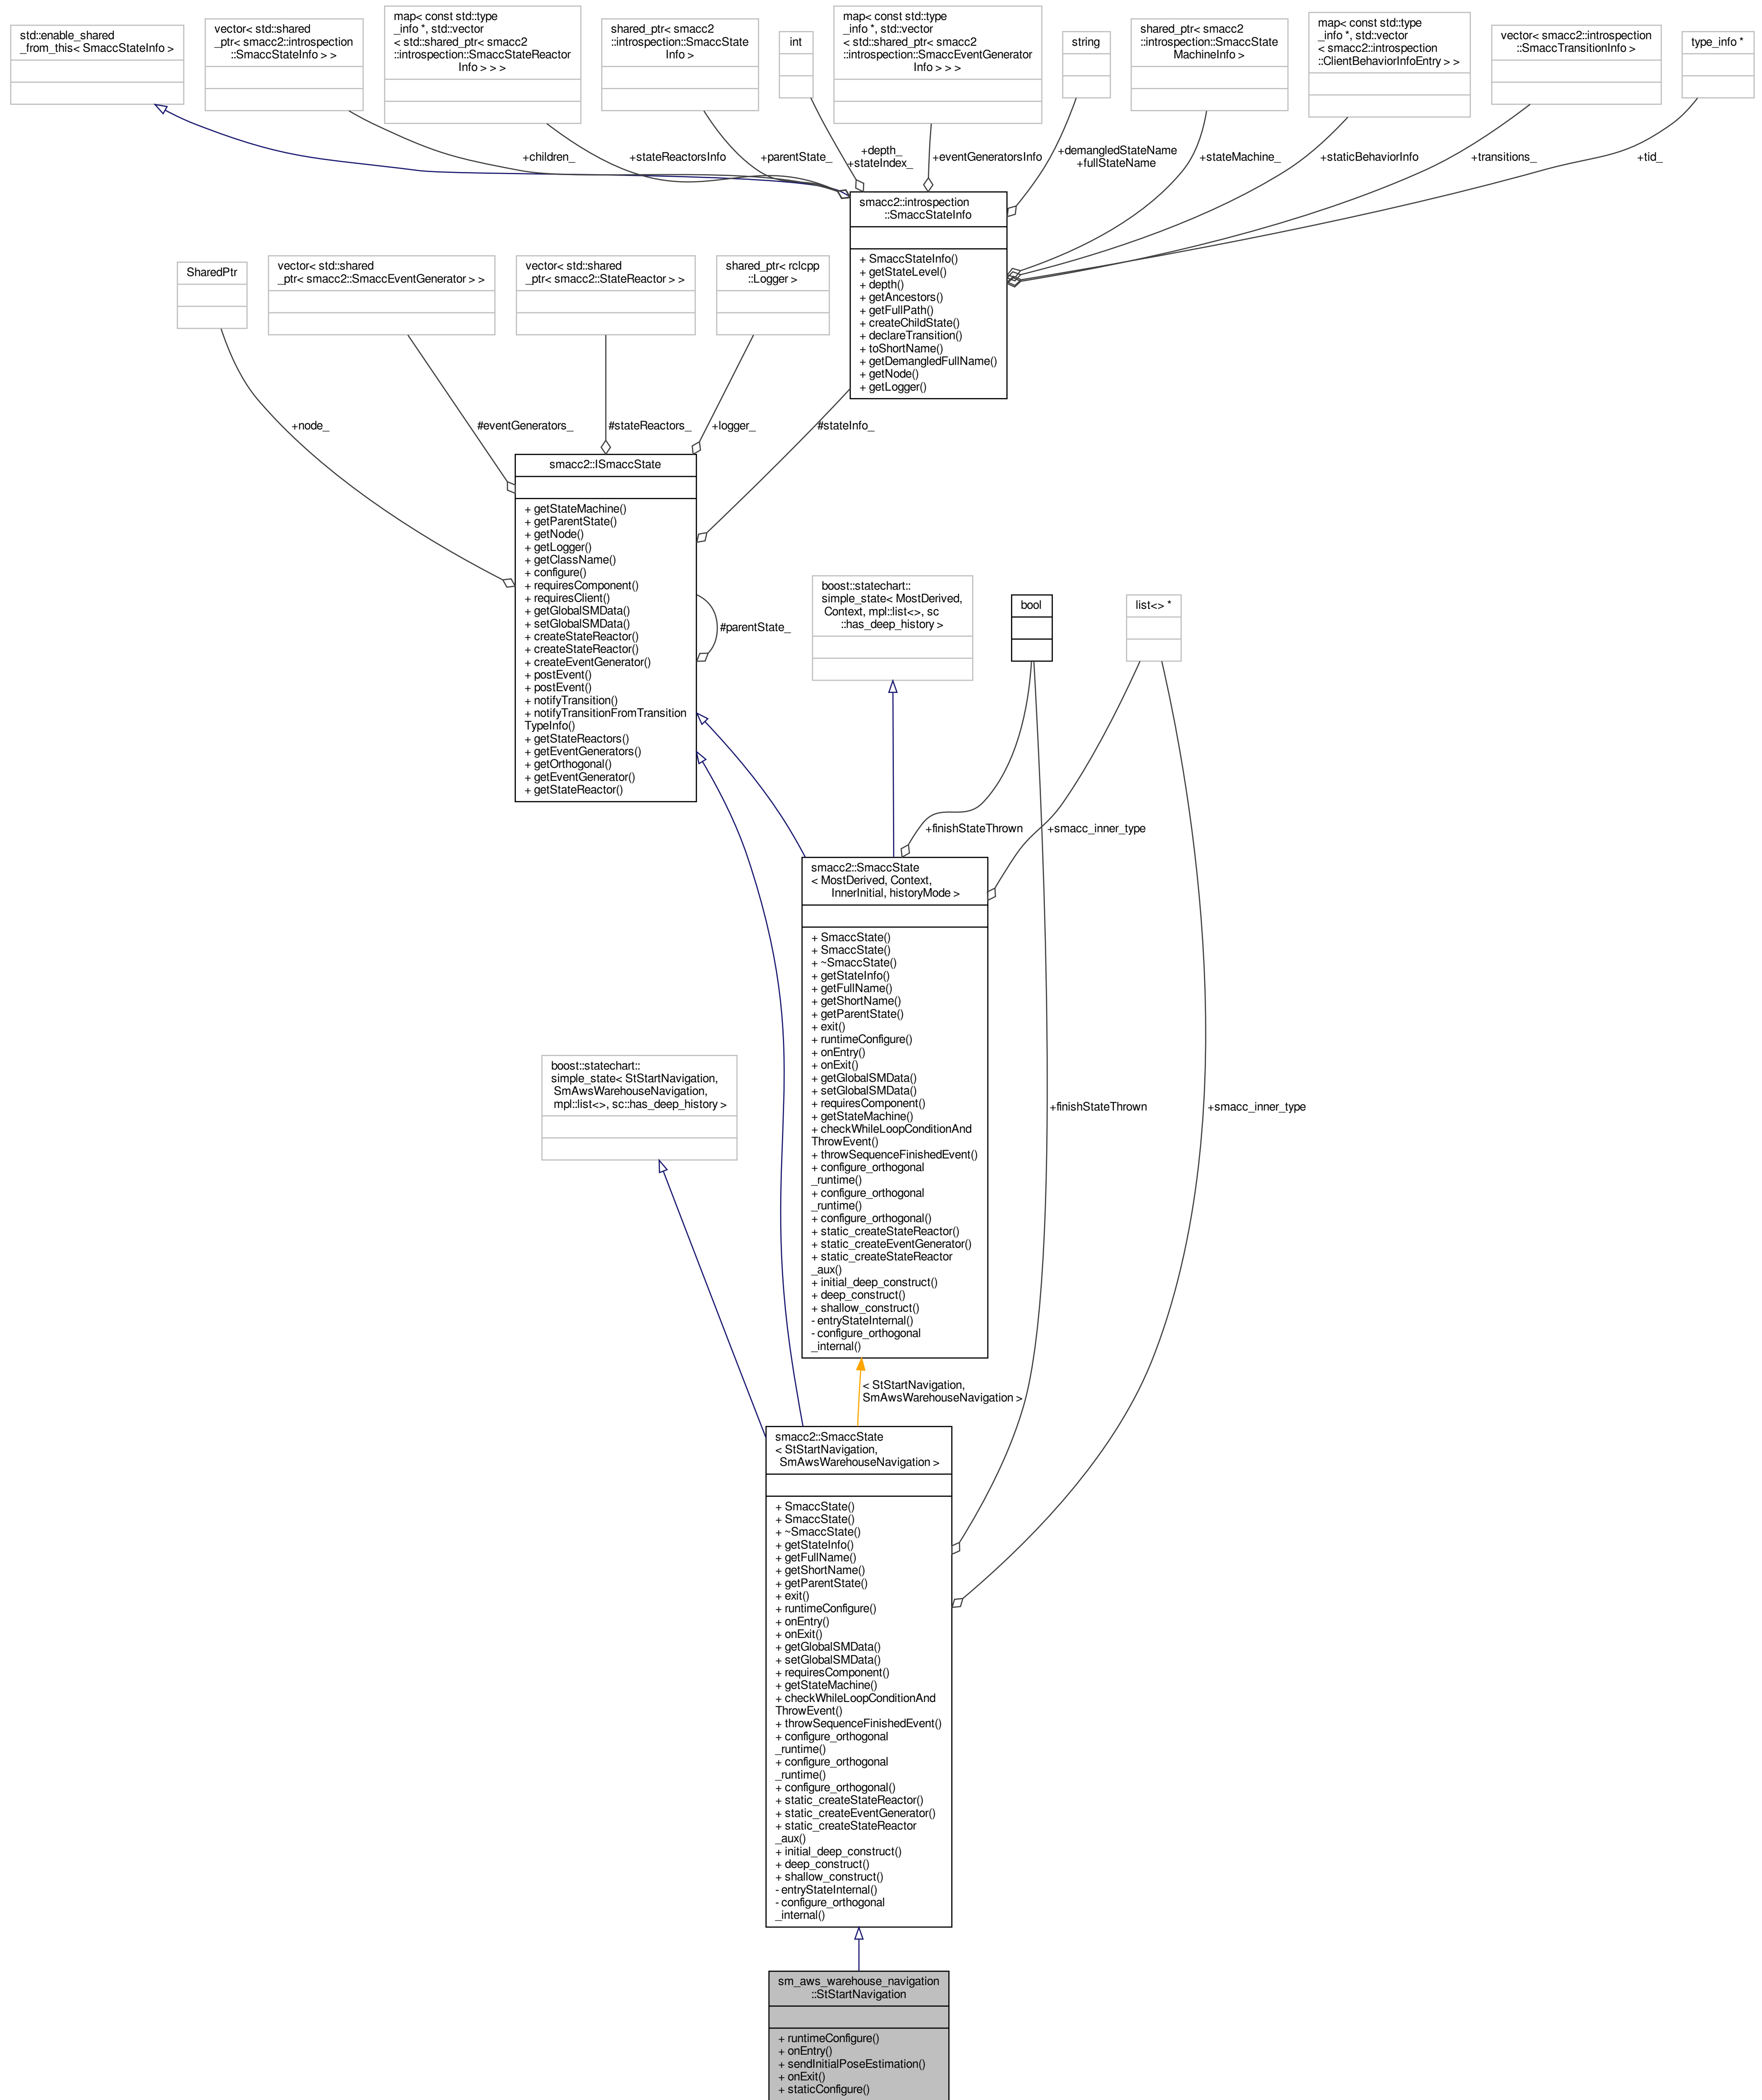 std::enable_shared
_from_this< SmaccStateInfo >
vector< std::shared
_ptr< smacc2::introspection
::SmaccStateInfo > >
map< const std::type
_info *, std::vector
< std::shared_ptr< smacc2
::introspection::SmaccStateReactor
Info > > >
shared_ptr< smacc2
::introspection::SmaccState
Info >
int
map< const std::type
_info *, std::vector
< std::shared_ptr< smacc2
::introspection::SmaccEventGenerator
Info > > >
string
shared_ptr< smacc2
::introspection::SmaccState
MachineInfo >
map< const std::type
_info *, std::vector
< smacc2::introspection
::ClientBehaviorInfoEntry > >
vector< smacc2::introspection
::SmaccTransitionInfo >
type_info *
+children_
+stateReactorsInfo
+parentState_
+depth_
+stateIndex_
+eventGeneratorsInfo
+demangledStateName
+fullStateName
+stateMachine_
+staticBehaviorInfo
+transitions_
+tid_
smacc2::introspection
::SmaccStateInfo
+ SmaccStateInfo()
+ getStateLevel()
+ depth()
+ getAncestors()
+ getFullPath()
+ createChildState()
+ declareTransition()
+ toShortName()
+ getDemangledFullName()
+ getNode()
+ getLogger()
SharedPtr
vector< std::shared
_ptr< smacc2::SmaccEventGenerator > >
vector< std::shared
_ptr< smacc2::StateReactor > >
shared_ptr< rclcpp
::Logger >
+node_
#eventGenerators_
#stateReactors_
+logger_
#stateInfo_
smacc2::ISmaccState
+ getStateMachine()
+ getParentState()
+ getNode()
+ getLogger()
+ getClassName()
+ configure()
+ requiresComponent()
+ requiresClient()
+ getGlobalSMData()
+ setGlobalSMData()
+ createStateReactor()
+ createStateReactor()
+ createEventGenerator()
+ postEvent()
+ postEvent()
+ notifyTransition()
+ notifyTransitionFromTransition
TypeInfo()
+ getStateReactors()
+ getEventGenerators()
+ getOrthogonal()
+ getEventGenerator()
+ getStateReactor()
#parentState_
boost::statechart::
simple_state< MostDerived,
Context, mpl::list<>, sc
::has_deep_history >
bool
list<> *
+finishStateThrown
+smacc_inner_type
smacc2::SmaccState
< MostDerived, Context,
InnerInitial, historyMode >
+ SmaccState()
+ SmaccState()
+ ~SmaccState()
+ getStateInfo()
+ getFullName()
+ getShortName()
+ getParentState()
+ exit()
+ runtimeConfigure()
+ onEntry()
+ onExit()
+ getGlobalSMData()
+ setGlobalSMData()
+ requiresComponent()
+ getStateMachine()
+ checkWhileLoopConditionAnd
ThrowEvent()
+ throwSequenceFinishedEvent()
+ configure_orthogonal
_runtime()
+ configure_orthogonal
_runtime()
+ configure_orthogonal()
+ static_createStateReactor()
+ static_createEventGenerator()
+ static_createStateReactor
_aux()
+ initial_deep_construct()
+ deep_construct()
+ shallow_construct()
- entryStateInternal()
- configure_orthogonal
_internal()
boost::statechart::
simple_state< StStartNavigation,
SmAwsWarehouseNavigation,
mpl::list<>, sc::has_deep_history >
+finishStateThrown
+smacc_inner_type
< StStartNavigation,
SmAwsWarehouseNavigation >
smacc2::SmaccState
< StStartNavigation,
SmAwsWarehouseNavigation >
+ SmaccState()
+ SmaccState()
+ ~SmaccState()
+ getStateInfo()
+ getFullName()
+ getShortName()
+ getParentState()
+ exit()
+ runtimeConfigure()
+ onEntry()
+ onExit()
+ getGlobalSMData()
+ setGlobalSMData()
+ requiresComponent()
+ getStateMachine()
+ checkWhileLoopConditionAnd
ThrowEvent()
+ throwSequenceFinishedEvent()
+ configure_orthogonal
_runtime()
+ configure_orthogonal
_runtime()
+ configure_orthogonal()
+ static_createStateReactor()
+ static_createEventGenerator()
+ static_createStateReactor
_aux()
+ initial_deep_construct()
+ deep_construct()
+ shallow_construct()
- entryStateInternal()
- configure_orthogonal
_internal()
sm_aws_warehouse_navigation
::StStartNavigation
+ runtimeConfigure()
+ onEntry()
+ sendInitialPoseEstimation()
+ onExit()
+ staticConfigure()